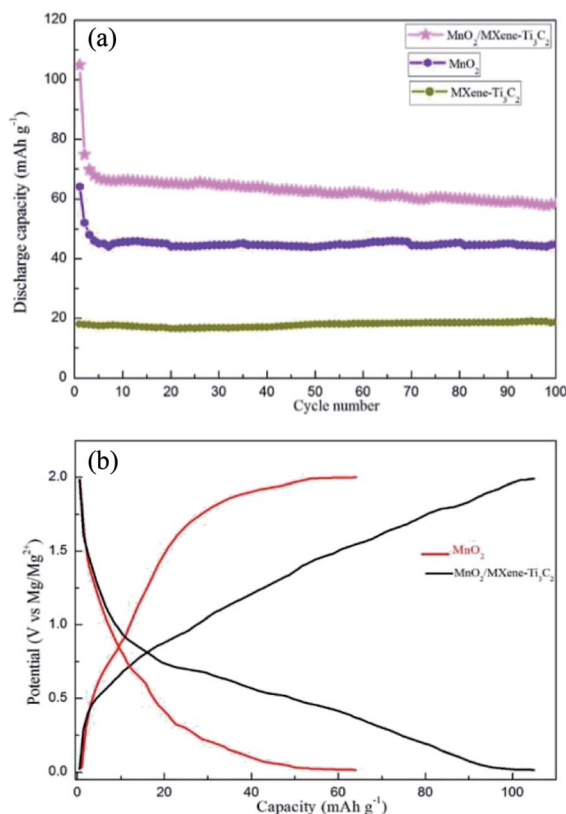 (a)
MnO₂/MXene-Ti₃C₂
MnO₂
MXene-Ti₃C₂
120
100
80
60
40
20
0
Discharge capacity (mAh g⁻¹)
0 10 20 30 40 50 60 70 80 90 100
Cycle number
(b)
MnO₂
MnO₂/MXene-Ti₃C₂
2.0
1.5
1.0
0.5
0.0
Potential (V vs Mg/Mg²⁺)
0 20 40 60 80 100
Capacity (mAh g⁻¹)